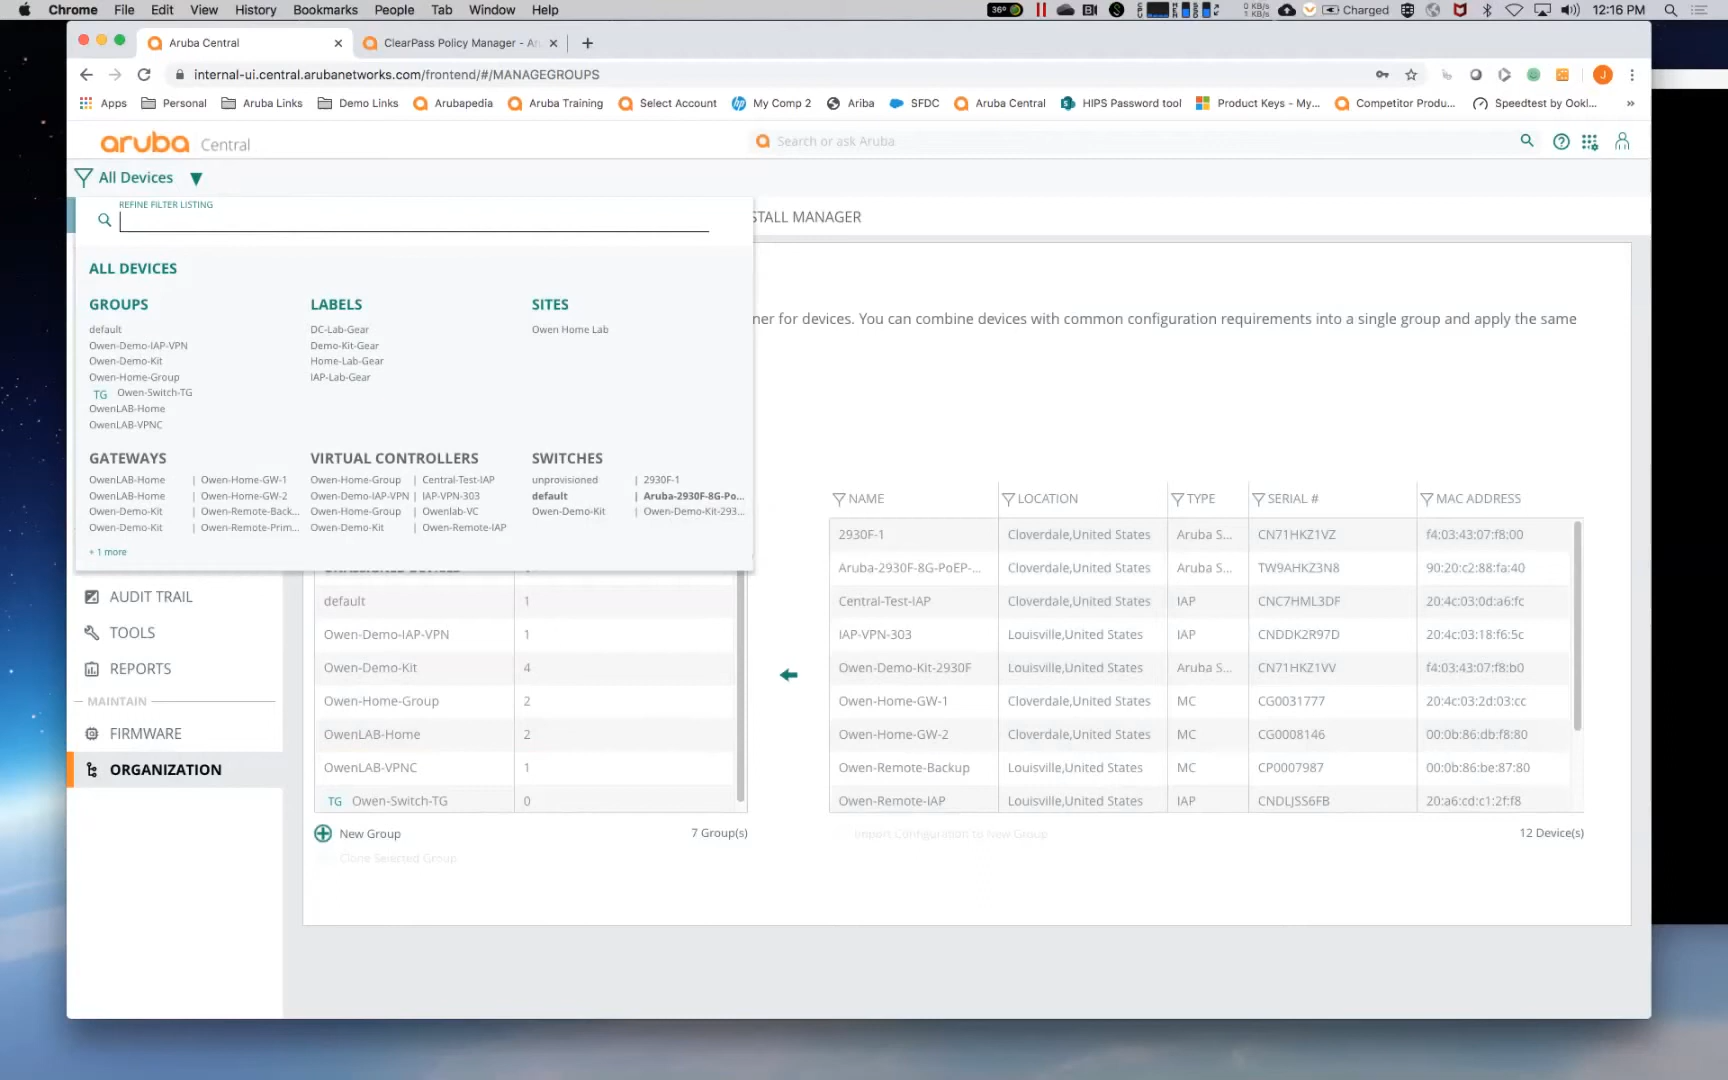 Chrome File Edit View History Bookmarks People Tab Window Help
36° 0 KB/s 1 KB/s Charged 12:16 PM
Aruba Central
ClearPass Policy Manager - Ar
internal-ui.central.arubanetworks.com/frontend/#/MANAGEGROUPS
J
Apps Personal Aruba Links Demo Links Arubapedia Aruba Training Select Account My Comp 2 Ariba SFDC Aruba Central HIPS Password tool Product Keys - My... Competitor Produ... Speedtest by Ookl... »
aruba Central
Search or ask Aruba
All Devices
REFINE FILTER LISTING
STALL MANAGER
ALL DEVICES
GROUPS
default
Owen-Demo-IAP-VPN
Owen-Demo-Kit
Owen-Home-Group
TG Owen-Switch-TG
OwenLAB-Home
OwenLAB-VPNC
LABELS
DC-Lab-Gear
Demo-Kit-Gear
Home-Lab-Gear
IAP-Lab-Gear
SITES
Owen Home Lab
ner for devices. You can combine devices with common configuration requirements into a single group and apply the same
GATEWAYS
OwenLAB-Home | Owen-Home-GW-1
OwenLAB-Home | Owen-Home-GW-2
Owen-Demo-Kit | Owen-Remote-Back...
Owen-Demo-Kit | Owen-Remote-Prim...
+ 1 more
VIRTUAL CONTROLLERS
Owen-Home-Group | Central-Test-IAP
Owen-Demo-IAP-VPN | IAP-VPN-303
Owen-Home-Group | Owenlab-VC
Owen-Demo-Kit | Owen-Remote-IAP
SWITCHES
unprovisioned | 2930F-1
default | Aruba-2930F-8G-Po...
Owen-Demo-Kit | Owen-Demo-Kit-293...
AUDIT TRAIL
TOOLS
REPORTS
MAINTAIN
FIRMWARE
ORGANIZATION
default 1
Owen-Demo-IAP-VPN 1
Owen-Demo-Kit 4
Owen-Home-Group 2
OwenLAB-Home 2
OwenLAB-VPNC 1
TG Owen-Switch-TG 0
New Group 7 Group(s)
Clone Selected Group
NAME LOCATION TYPE SERIAL # MAC ADDRESS
2930F-1 Cloverdale,United States Aruba S... CN71HKZ1VZ f4:03:43:07:f8:00
Aruba-2930F-8G-PoEP-... Cloverdale,United States Aruba S... TW9AHKZ3N8 90:20:c2:88:fa:40
Central-Test-IAP Cloverdale,United States IAP CNC7HML3DF 20:4c:03:0d:a6:fc
IAP-VPN-303 Louisville,United States IAP CNDDK2R97D 20:4c:03:18:f6:5c
Owen-Demo-Kit-2930F Louisville,United States Aruba S... CN71HKZ1VV f4:03:43:07:f8:b0
Owen-Home-GW-1 Cloverdale,United States MC CG0031777 20:4c:03:2d:03:cc
Owen-Home-GW-2 Cloverdale,United States MC CG0008146 00:0b:86:db:f8:80
Owen-Remote-Backup Louisville,United States MC CP0007987 00:0b:86:be:87:80
Owen-Remote-IAP Louisville,United States IAP CNDLJSS6FB 20:a6:cd:c1:2f:f8
Import Configuration to New Group 12 Device(s)